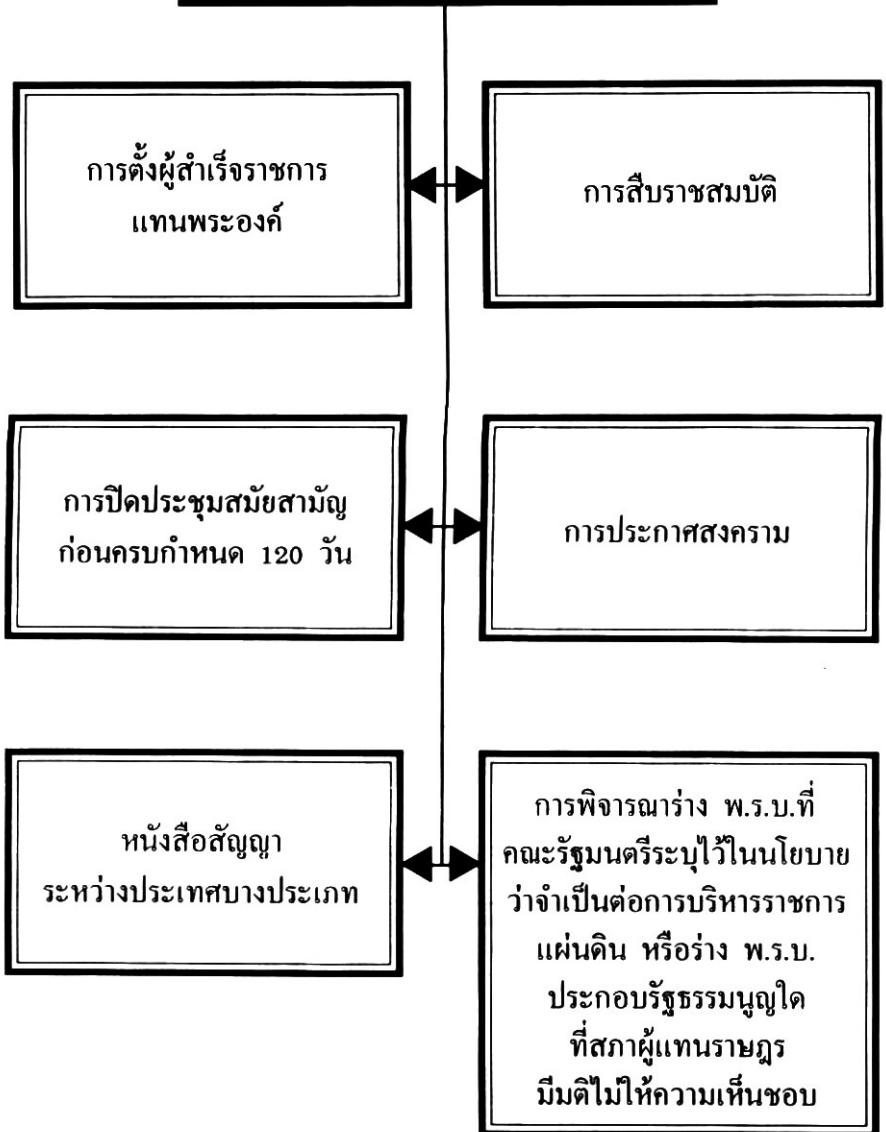 การตั้งผู้สำเร็จราชการ
แทนพระองค์
การสืบราชสมบัติ
การปิดประชุมสมัยสามัญ
ก่อนครบกำหนด 120 วัน
การประกาศสงคราม
หนังสือสัญญา
ระหว่างประเทศบางประเภท
การพิจารณาร่าง พ.ร.บ.ที่
คณะรัฐมนตรีระบุไว้ในนโยบาย
ว่าจำเป็นต่อการบริหารราชการ
แผ่นดิน หรือร่าง พ.ร.บ.
ประกอบรัฐธรรมนูญใด
ที่สภาผู้แทนราษฎร
มีมติไม่ให้ความเห็นชอบ